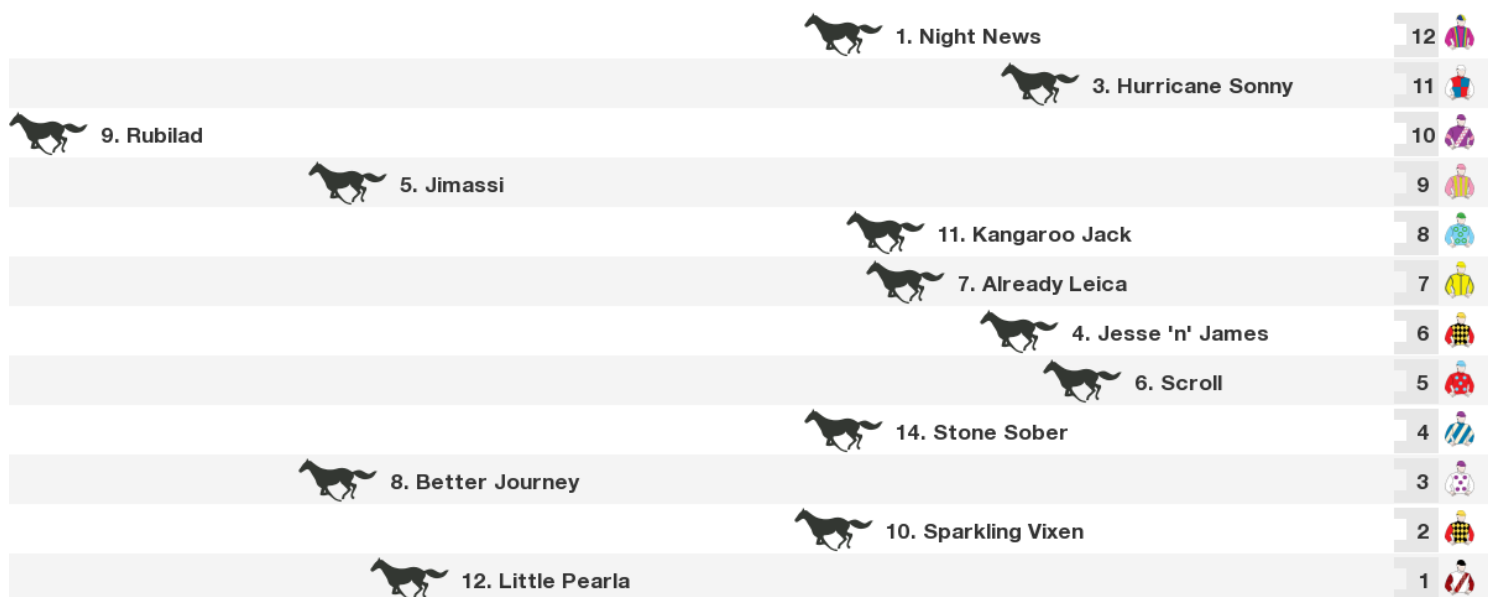 1. Night News 12
3. Hurricane Sonny 11
9. Rubilad 10
5. Jimassi 9
11. Kangaroo Jack 8
7. Already Leica 7
4. Jesse 'n' James 6
6. Scroll 5
14. Stone Sober 4
8. Better Journey 3
10. Sparkling Vixen 2
12. Little Pearla 1